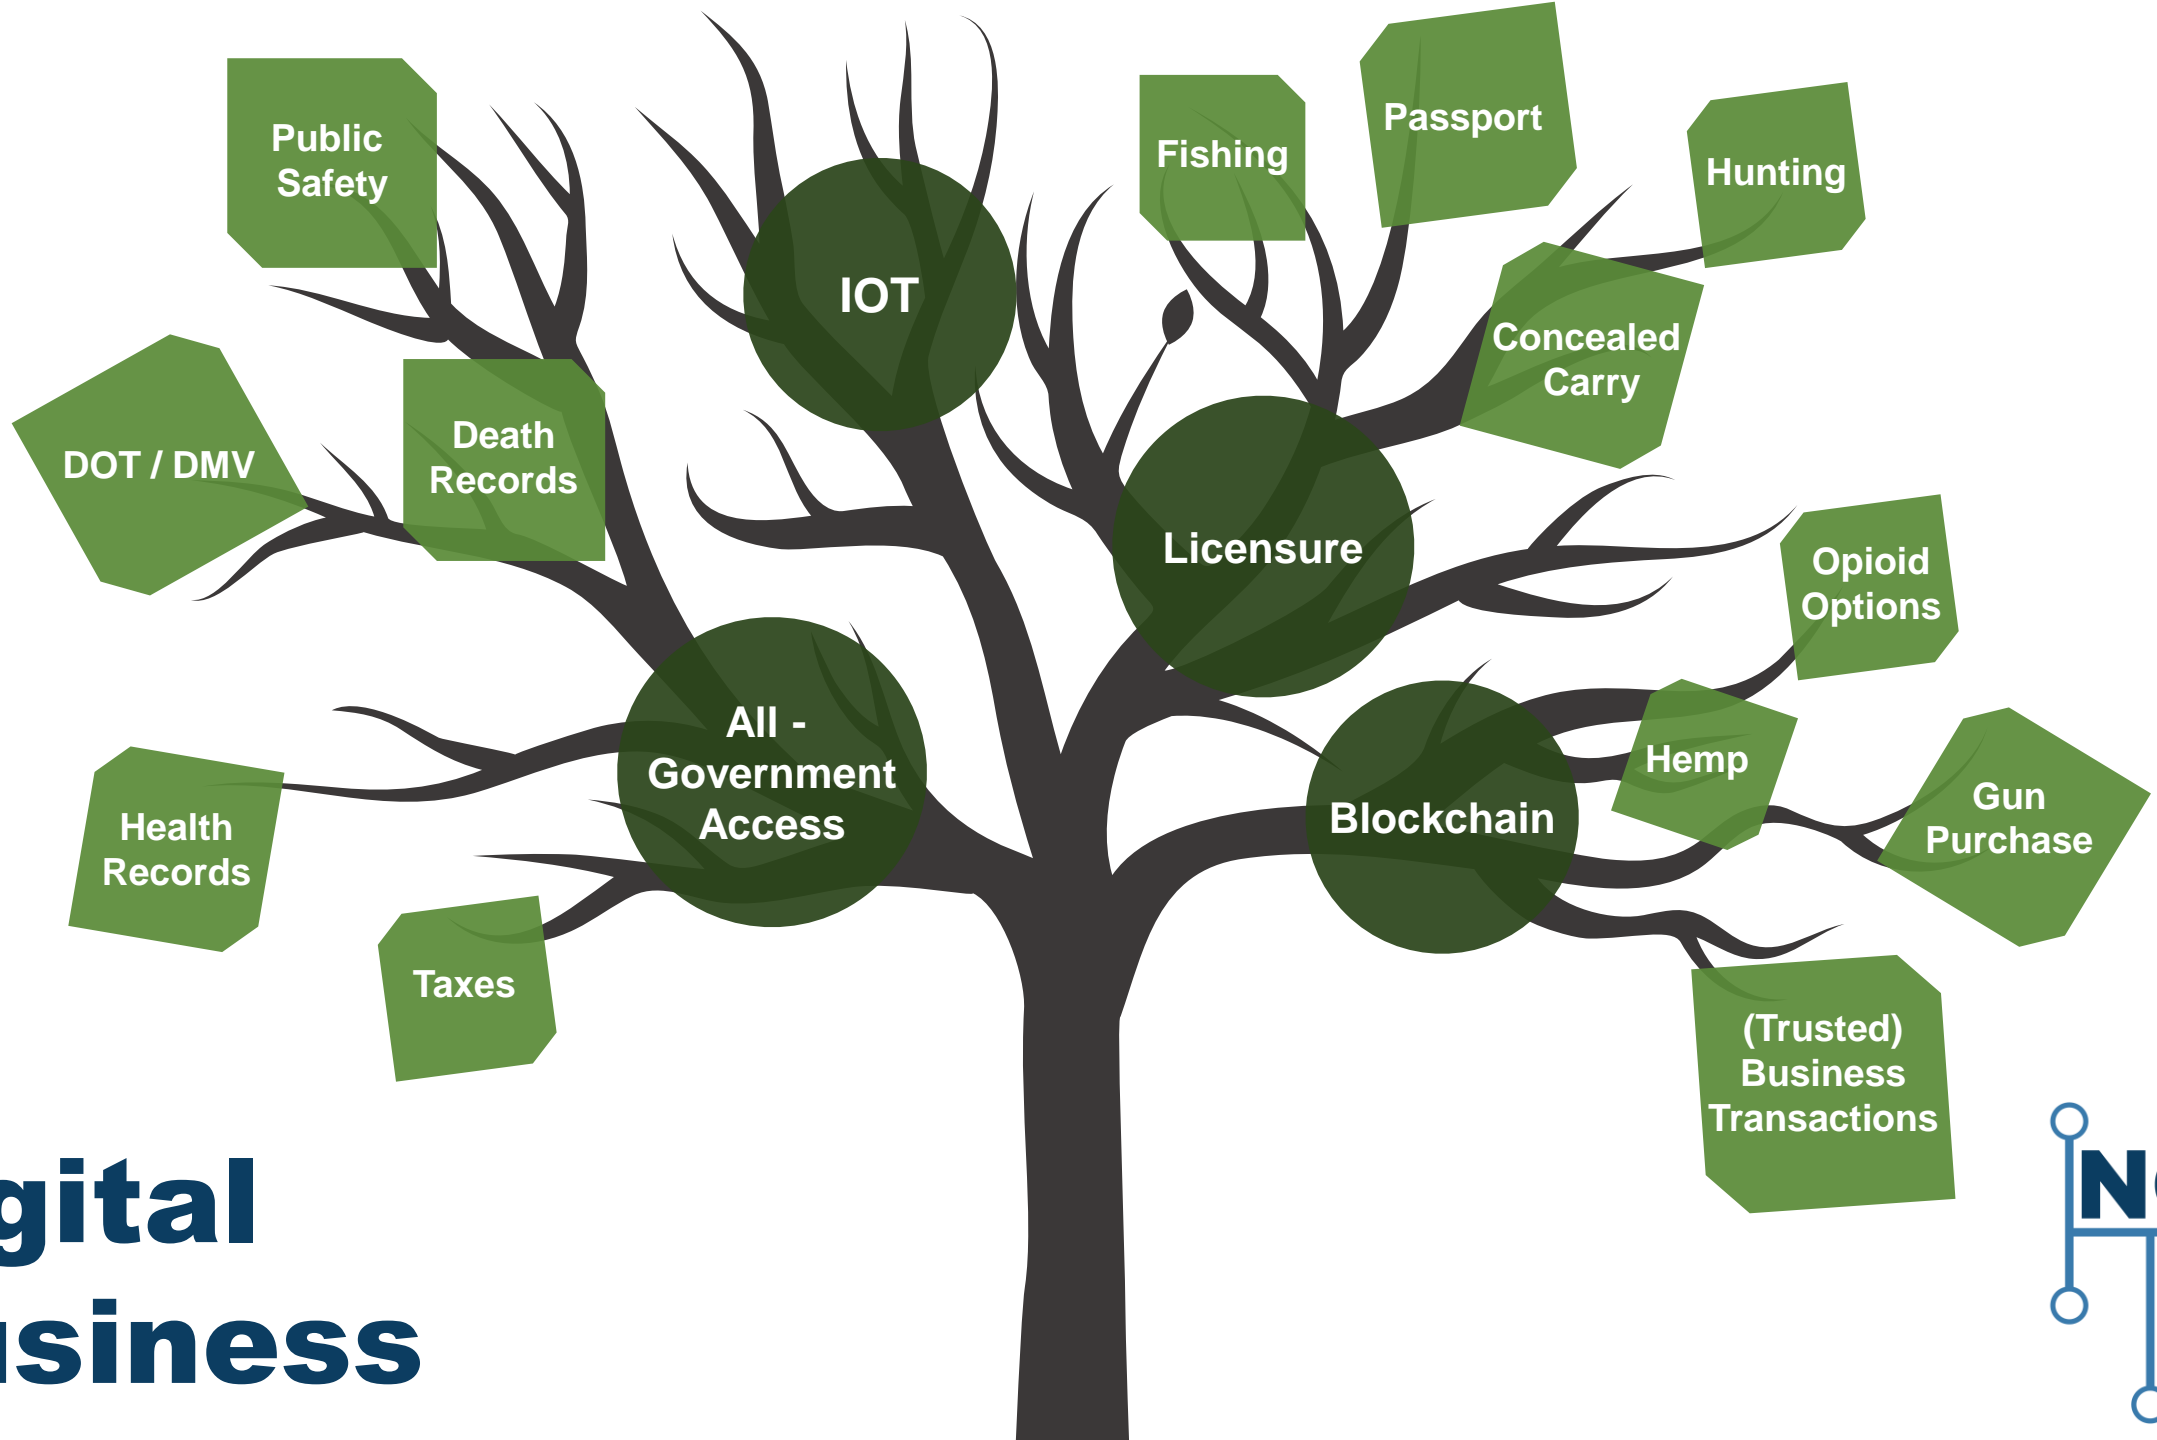 Public
Safety
Fishing
Passport
Hunting
IOT
Concealed
Carry
DOT / DMV
Death
Records
Licensure
Opioid
Options
All -
Government
Access
Hemp
Blockchain
Gun
Purchase
Health
Records
Taxes
(Trusted)
Business
Transactions
gital
usiness